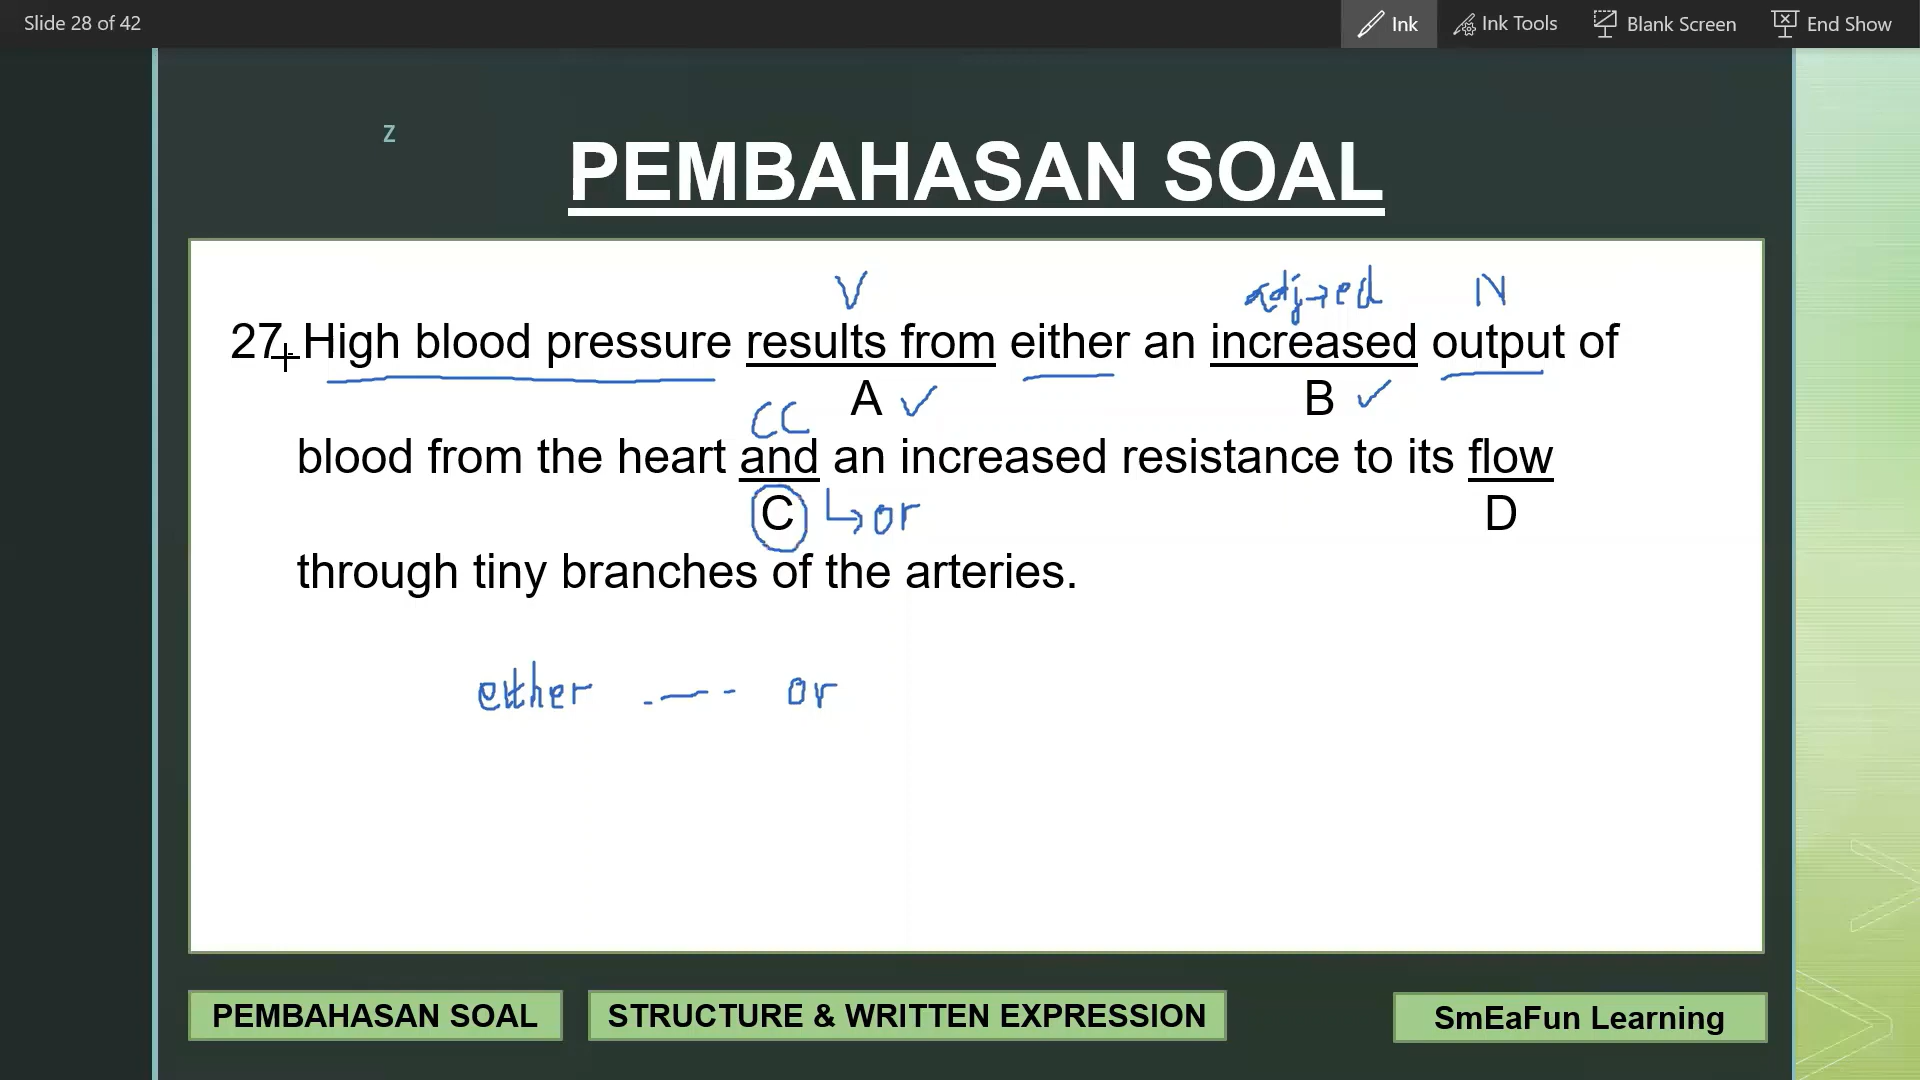 Slide 28 of 42
Ink
Ink Tools
Blank Screen
End Show
z
PEMBAHASAN SOAL
V adj→ed N
27. High blood pressure results from either an increased output of
A ✓ B ✓
CC
blood from the heart and an increased resistance to its flow
C ↳ or D
through tiny branches of the arteries.
either .—- or
PEMBAHASAN SOAL
STRUCTURE & WRITTEN EXPRESSION
SmEaFun Learning